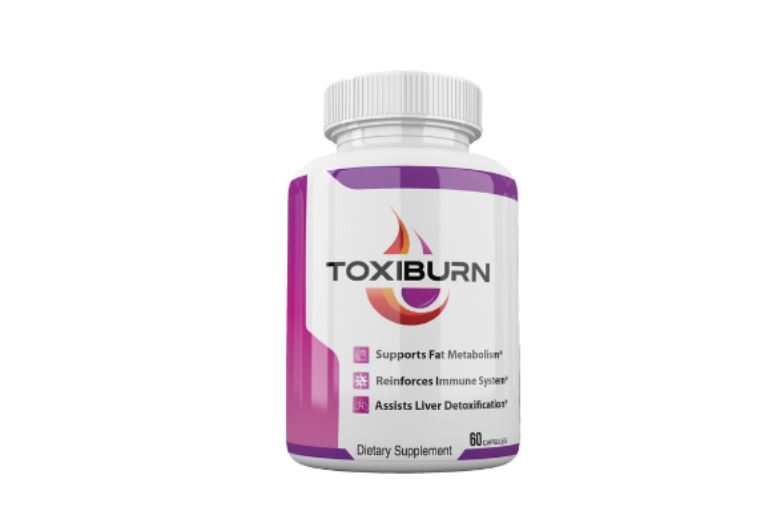 TOXIBURN
Supports Fat Metabolism*
Reinforces Immune System*
Assists Liver Detoxification*
60 CAPSULES
Dietary Supplement